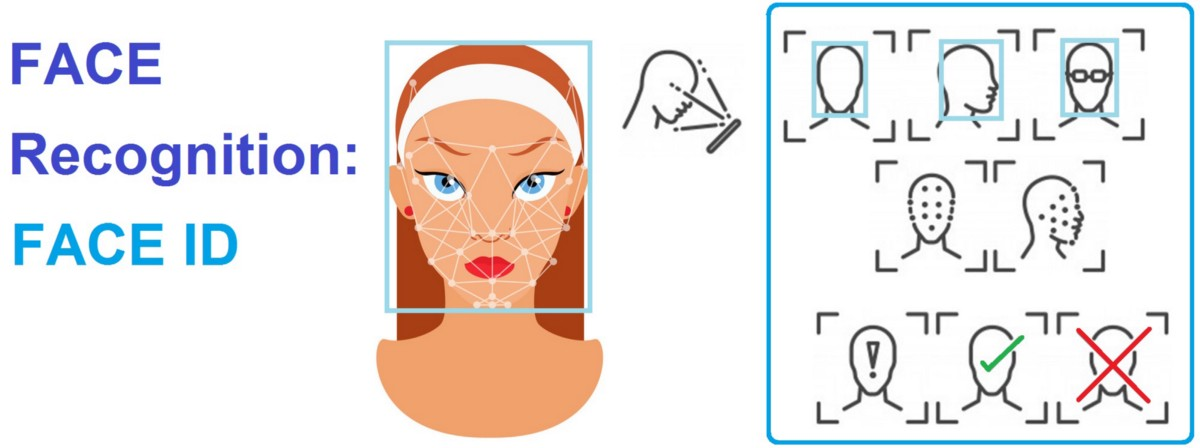 FACE
Recognition:
FACE ID